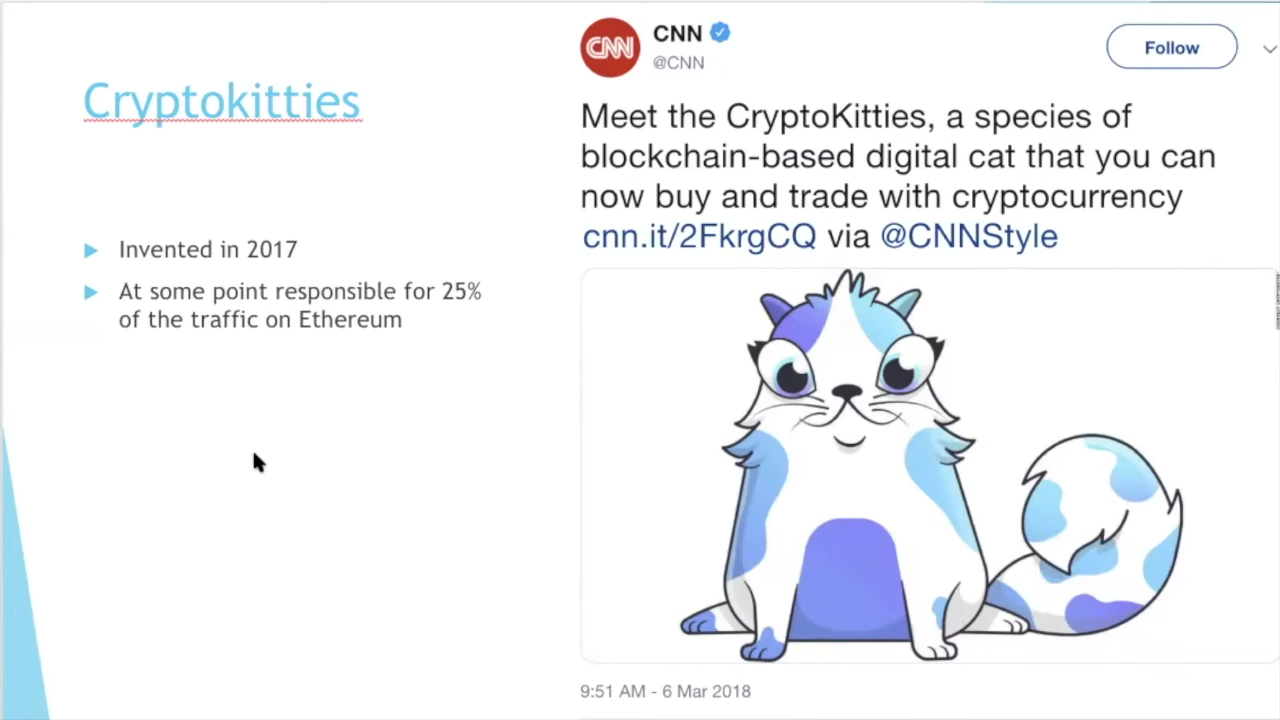 Cryptokitties
Invented in 2017
At some point responsible for 25%
of the traffic on Ethereum
CNN
CNN
@CNN
Follow
Meet the CryptoKitties, a species of
blockchain-based digital cat that you can
now buy and trade with cryptocurrency
cnn.it/2FkrgCQ via @CNNStyle
9:51 AM - 6 Mar 2018